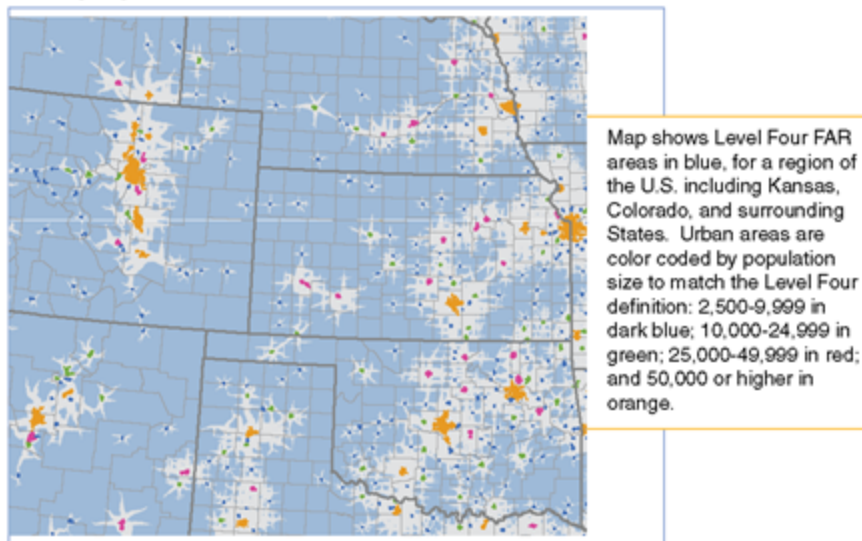 Map shows Level Four FAR
areas in blue, for a region of
the U.S. including Kansas,
Colorado, and surrounding
States. Urban areas are
color coded by population
size to match the Level Four
definition: 2,500-9,999 in
dark blue; 10,000-24,999 in
green; 25,000-49,999 in red;
and 50,000 or higher in
orange.